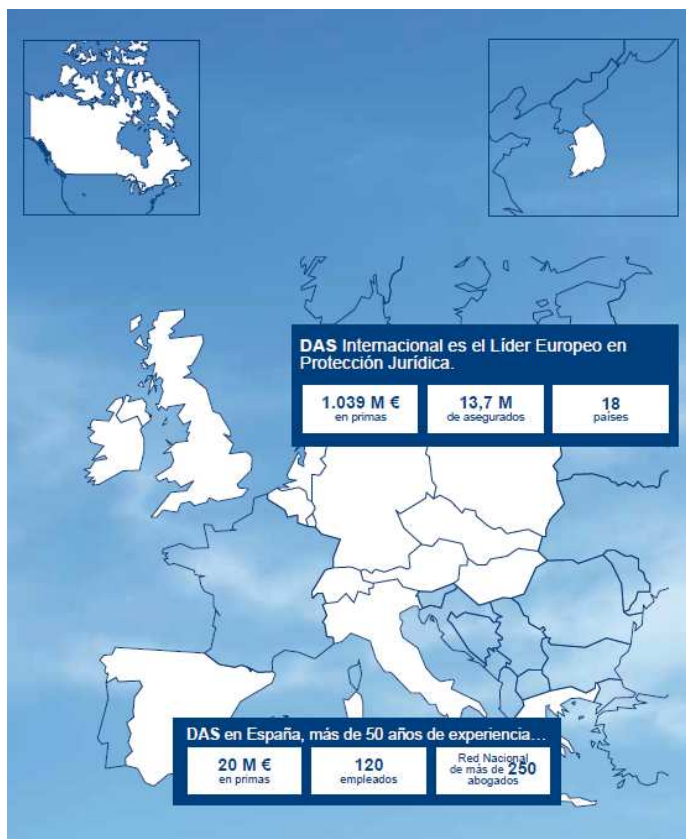 DAS Internacional es el Líder Europeo en
Protección Jurídica.
1.039 M €
en primas
13,7 M
de asegurados
18
países
DAS en España, más de 50 años de experiencia...
20 M €
en primas
120
empleados
Red Nacional
de más de 250
abogados